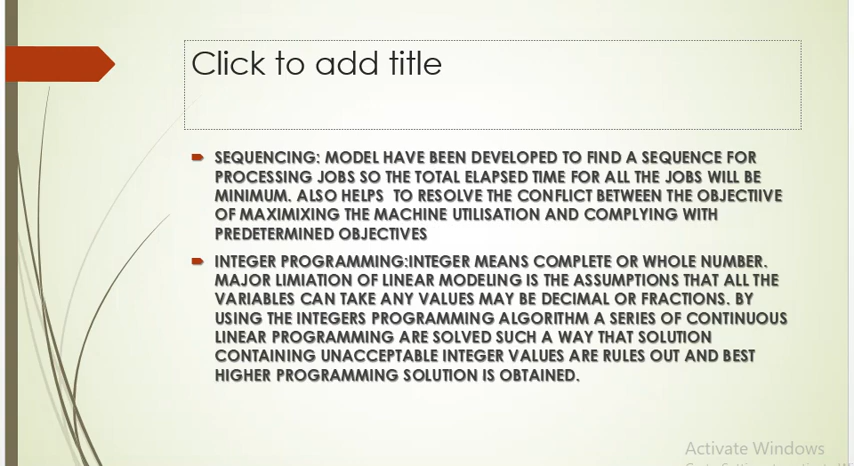 Click to add title
SEQUENCING: MODEL HAVE BEEN DEVELOPED TO FIND A SEQUENCE FOR
PROCESSING JOBS SO THE TOTAL ELAPSED TIME FOR ALL THE JOBS WILL BE
MINIMUM. ALSO HELPS  TO RESOLVE THE CONFLICT BETWEEN THE OBJECTIIVE
OF MAXIMIXING THE MACHINE UTILISATION AND COMPLYING WITH
PREDETERMINED OBJECTIVES
INTEGER PROGRAMMING:INTEGER MEANS COMPLETE OR WHOLE NUMBER.
MAJOR LIMIATION OF LINEAR MODELING IS THE ASSUMPTIONS THAT ALL THE
VARIABLES CAN TAKE ANY VALUES MAY BE DECIMAL OR FRACTIONS. BY
USING THE INTEGERS PROGRAMMING ALGORITHM A SERIES OF CONTINUOUS
LINEAR PROGRAMMING ARE SOLVED SUCH A WAY THAT SOLUTION
CONTAINING UNACCEPTABLE INTEGER VALUES ARE RULES OUT AND BEST
HIGHER PROGRAMMING SOLUTION IS OBTAINED.
Activate Windows